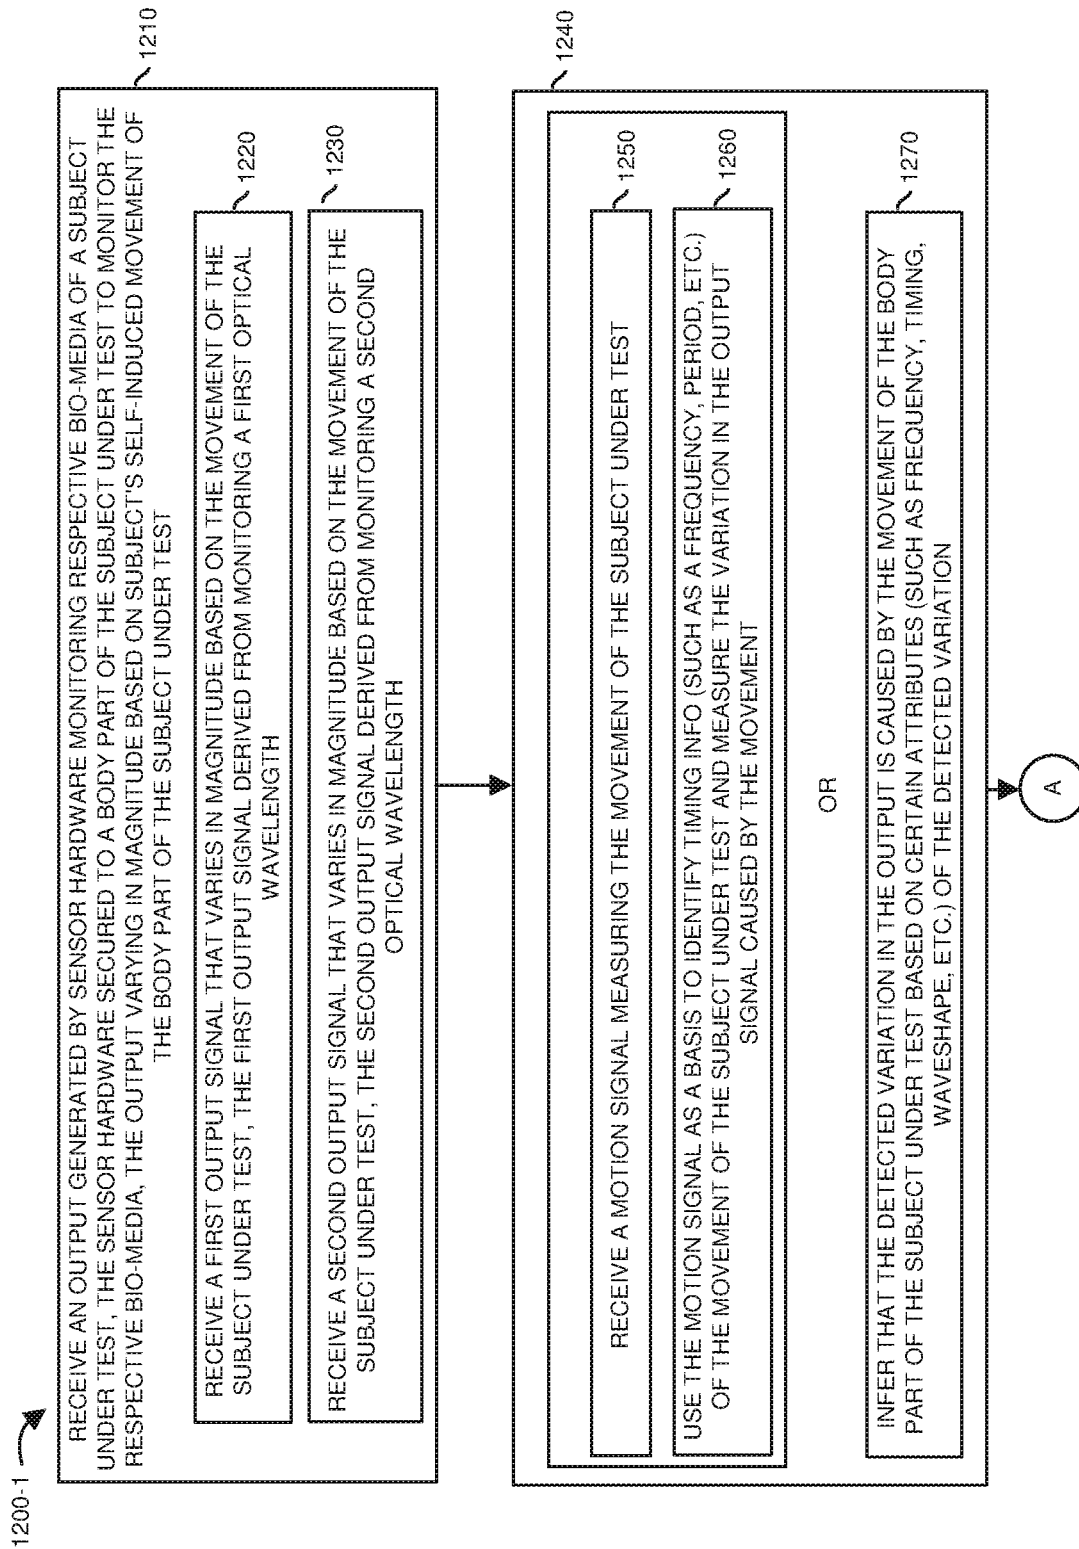 1200-1
RECEIVE AN OUTPUT GENERATED BY SENSOR HARDWARE MONITORING RESPECTIVE BIO-MEDIA OF A SUBJECT
UNDER TEST, THE SENSOR HARDWARE SECURED TO A BODY PART OF THE SUBJECT UNDER TEST TO MONITOR THE
RESPECTIVE BIO-MEDIA, THE OUTPUT VARYING IN MAGNITUDE BASED ON SUBJECT'S SELF-INDUCED MOVEMENT OF
THE BODY PART OF THE SUBJECT UNDER TEST
1210
RECEIVE A FIRST OUTPUT SIGNAL THAT VARIES IN MAGNITUDE BASED ON THE MOVEMENT OF THE
SUBJECT UNDER TEST, THE FIRST OUTPUT SIGNAL DERIVED FROM MONITORING A FIRST OPTICAL
WAVELENGTH
1220
RECEIVE A SECOND OUTPUT SIGNAL THAT VARIES IN MAGNITUDE BASED ON THE MOVEMENT OF THE
SUBJECT UNDER TEST, THE SECOND OUTPUT SIGNAL DERIVED FROM MONITORING A SECOND
OPTICAL WAVELENGTH
1230
1240
RECEIVE A MOTION SIGNAL MEASURING THE MOVEMENT OF THE SUBJECT UNDER TEST
1250
USE THE MOTION SIGNAL AS A BASIS TO IDENTIFY TIMING INFO (SUCH AS A FREQUENCY, PERIOD, ETC.)
OF THE MOVEMENT OF THE SUBJECT UNDER TEST AND MEASURE THE VARIATION IN THE OUTPUT
SIGNAL CAUSED BY THE MOVEMENT
1260
OR
INFER THAT THE DETECTED VARIATION IN THE OUTPUT IS CAUSED BY THE MOVEMENT OF THE BODY
PART OF THE SUBJECT UNDER TEST BASED ON CERTAIN ATTRIBUTES (SUCH AS FREQUENCY, TIMING,
WAVESHAPE, ETC.) OF THE DETECTED VARIATION
1270
A